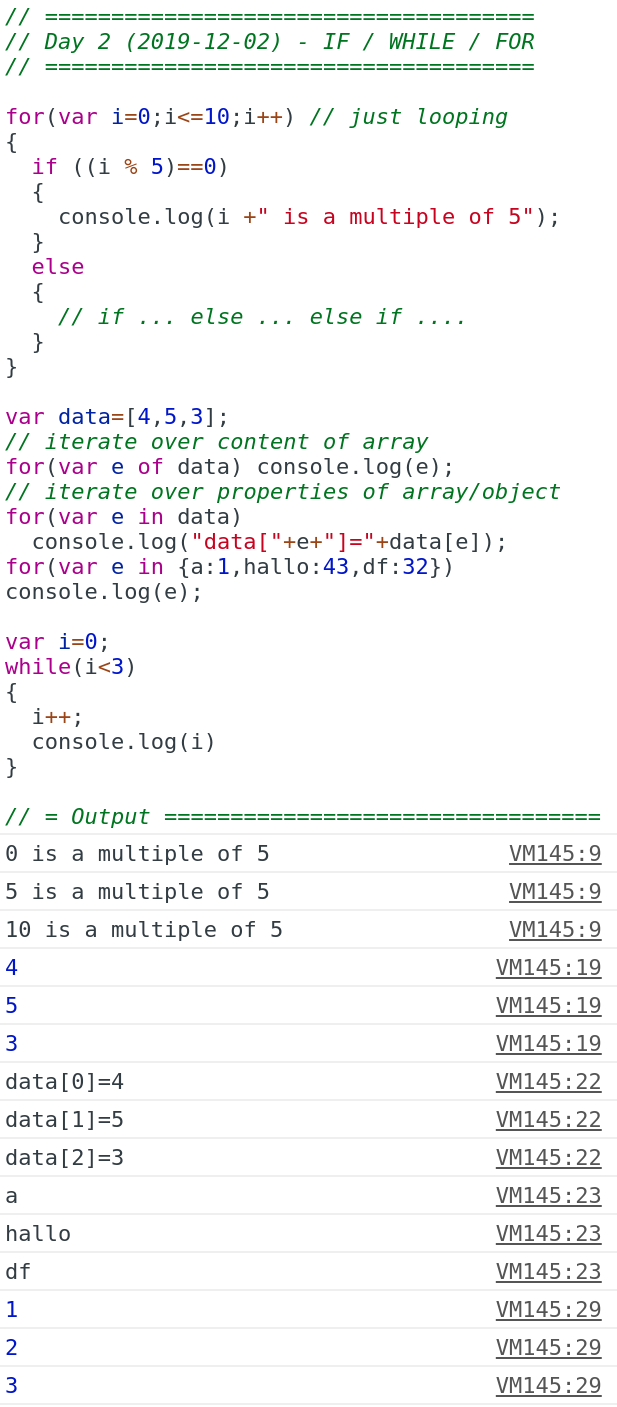 // =====================================
// Day 2 (2019-12-02) - IF / WHILE / FOR
// =====================================
for(var i=0;i<=10;i++) // just looping
{
  if ((i % 5)==0)
  {
    console.log(i +" is a multiple of 5");
  }
  else
  {
    // if ... else ... else if ....
  }
}
var data=[4,5,3];
// iterate over content of array
for(var e of data) console.log(e);
// iterate over properties of array/object
for(var e in data)
  console.log("data["+e+"]="+data[e]);
for(var e in {a:1,hallo:43,df:32})
console.log(e);
var i=0;
while(i<3)
{
  i++;
  console.log(i)
}
// = Output =================================
0 is a multiple of 5 VM145:9
5 is a multiple of 5 VM145:9
10 is a multiple of 5 VM145:9
4 VM145:19
5 VM145:19
3 VM145:19
data[0]=4 VM145:22
data[1]=5 VM145:22
data[2]=3 VM145:22
a VM145:23
hallo VM145:23
df VM145:23
1 VM145:29
2 VM145:29
3 VM145:29